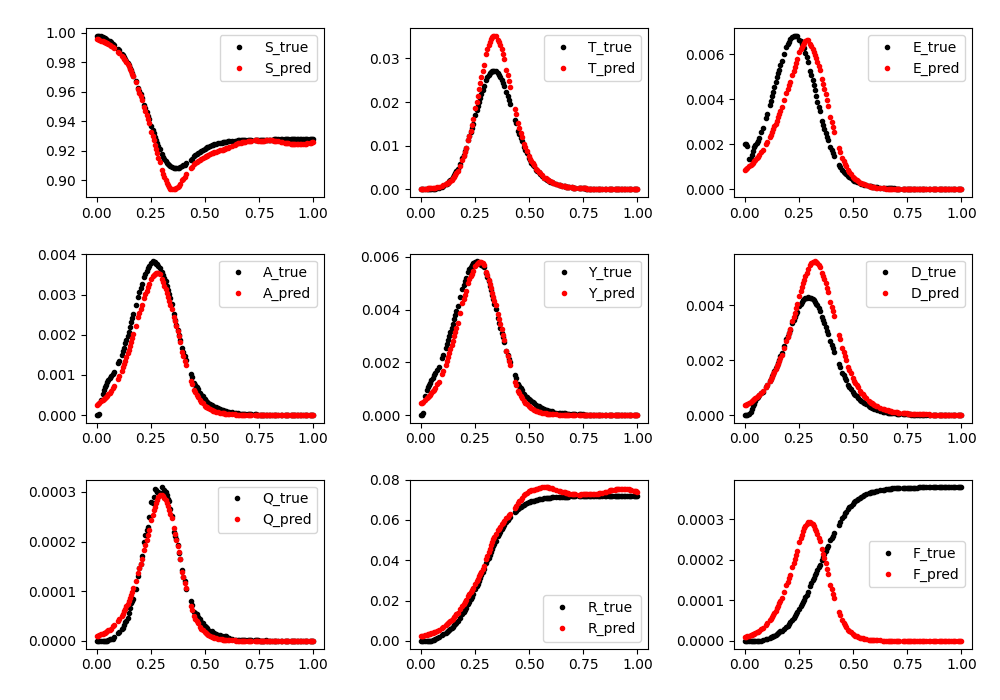 1.00
0.98
0.96
0.94
0.92
0.90
0.00 0.25 0.50 0.75 1.00
S_true
S_pred
0.03
0.02
0.01
0.00
0.00 0.25 0.50 0.75 1.00
T_true
T_pred
0.006
0.004
0.002
0.000
0.00 0.25 0.50 0.75 1.00
E_true
E_pred
0.004
0.003
0.002
0.001
0.000
0.00 0.25 0.50 0.75 1.00
A_true
A_pred
0.006
0.004
0.002
0.000
0.00 0.25 0.50 0.75 1.00
Y_true
Y_pred
0.004
0.002
0.000
0.00 0.25 0.50 0.75 1.00
D_true
D_pred
0.0003
0.0002
0.0001
0.0000
0.00 0.25 0.50 0.75 1.00
Q_true
Q_pred
0.08
0.06
0.04
0.02
0.00
0.00 0.25 0.50 0.75 1.00
R_true
R_pred
0.0003
0.0002
0.0001
0.0000
0.00 0.25 0.50 0.75 1.00
F_true
F_pred